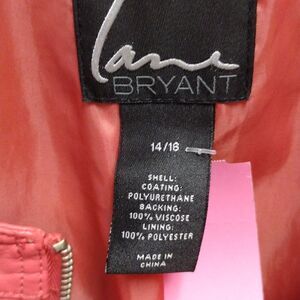 Lane
BRYANT
14/16
SHELL:
COATING:
POLYURETHANE
BACKING:
100% VISCOSE
LINING:
100% POLYESTER
MADE IN
CHINA